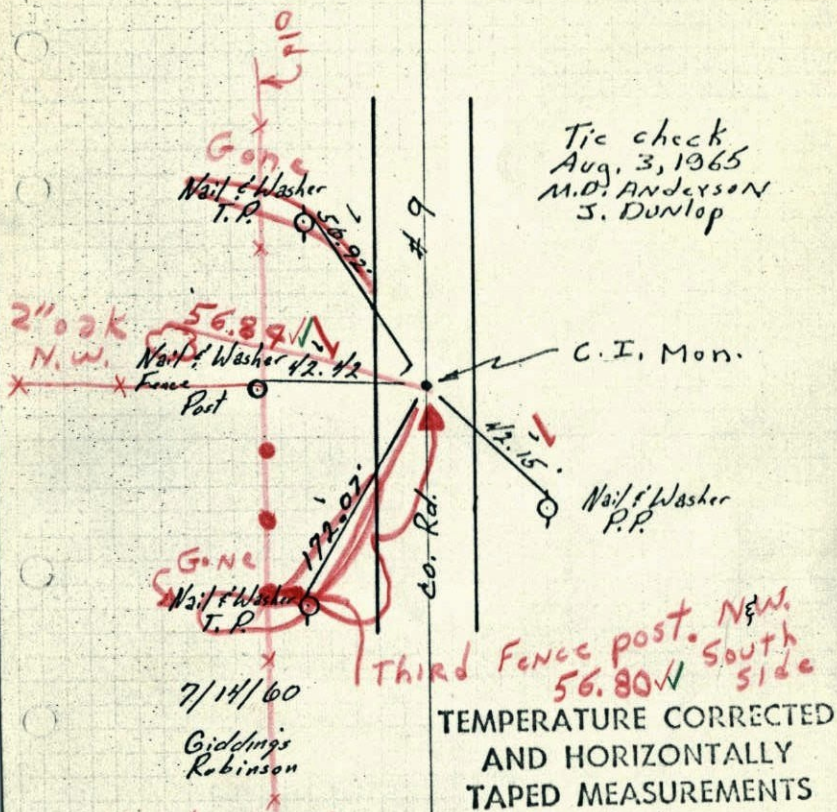 old
Gone
Nail & Washer
T.P.
56.92'
# 9
Tie check
Aug. 3, 1965
M.D. Anderson
J. Dunlop
2" oak
N.W.
56.84
Nail & Washer
Fence
Post
42.42
C.I. Mon.
42.15'
Nail & Washer
P.P.
172.07'
Co. Rd.
Gone
Nail & Washer
T.P.
Third Fence post. N&W.
South
side
56.80
7/14/60
Giddings
Robinson
TEMPERATURE CORRECTED
AND HORIZONTALLY
TAPED MEASUREMENTS